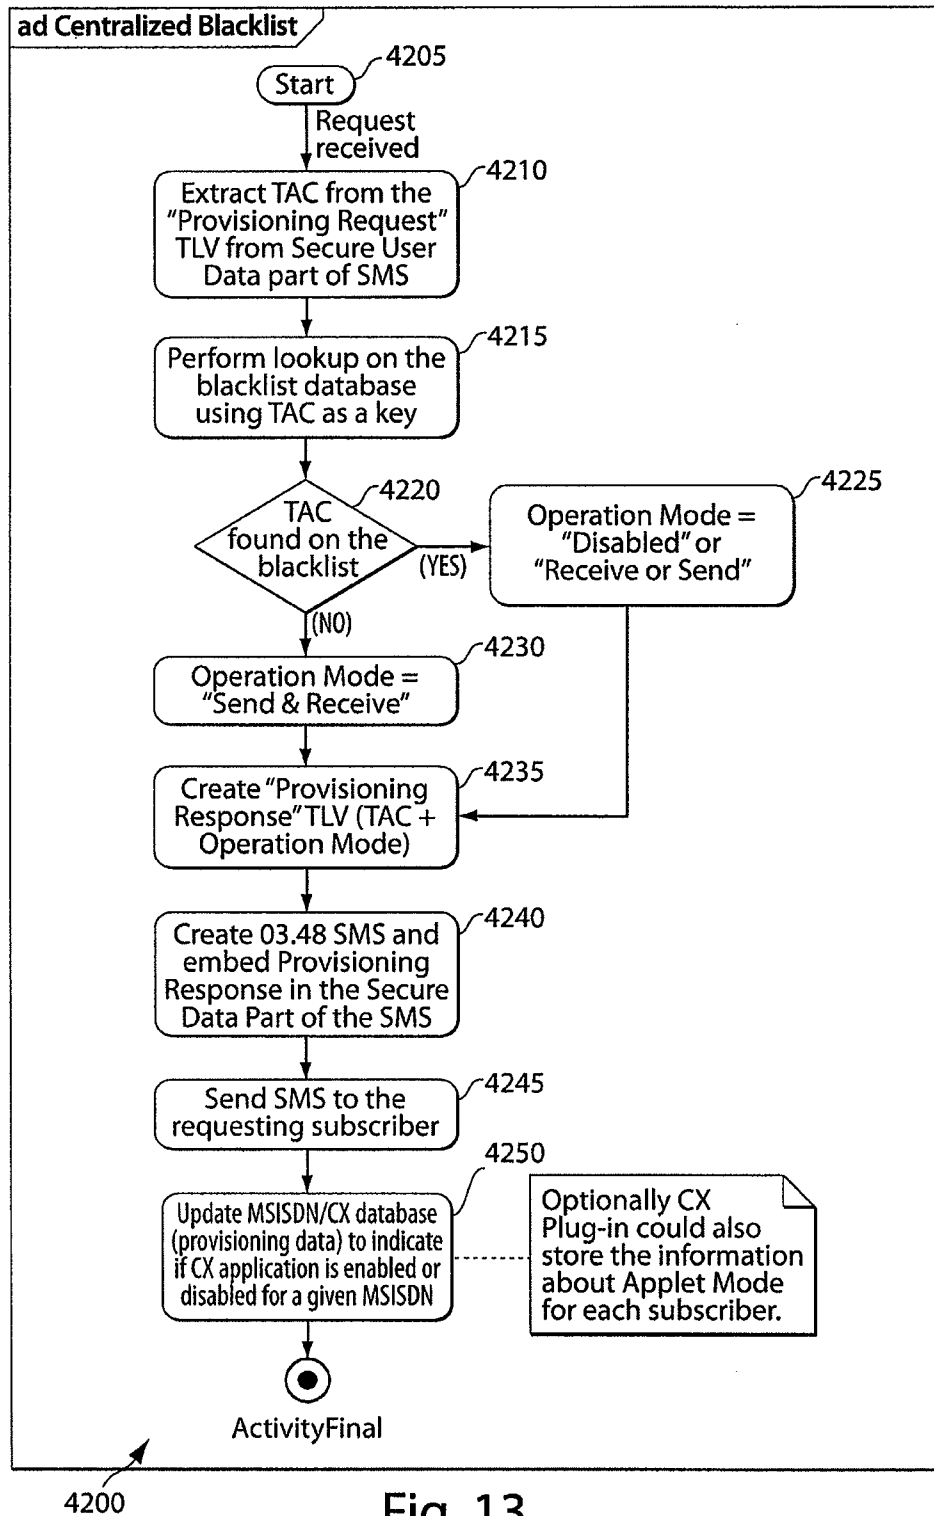 ad Centralized Blacklist
4205
Start
Request
received
4210
Extract TAC from the
"Provisioning Request"
TLV from Secure User
Data part of SMS
4215
Perform lookup on the
blacklist database
using TAC as a key
4220
TAC
found on the
blacklist
(YES)
(NO)
4225
Operation Mode =
"Disabled" or
"Receive or Send"
4230
Operation Mode =
"Send & Receive"
4235
Create "Provisioning
Response" TLV (TAC +
Operation Mode)
4240
Create 03.48 SMS and
embed Provisioning
Response in the Secure
Data Part of the SMS
4245
Send SMS to the
requesting subscriber
4250
Update MSISDN/CX database
(provisioning data) to indicate
if CX application is enabled or
disabled for a given MSISDN
Optionally CX
Plug-in could also
store the information
about Applet Mode
for each subscriber.
ActivityFinal
4200
Fig. 13